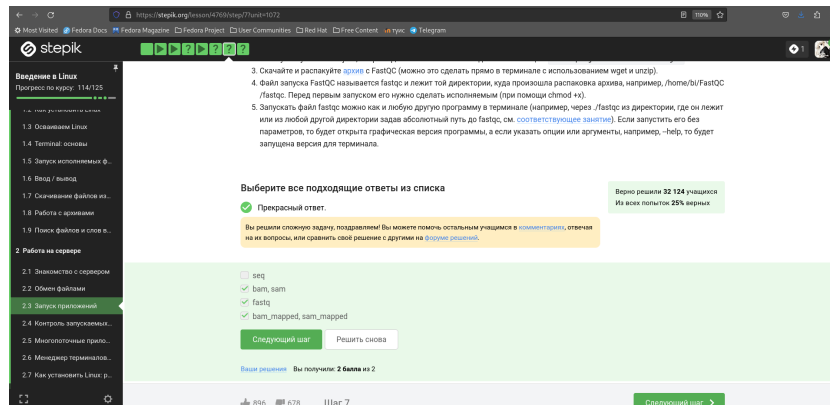 https://stepik.org/lesson/4769/step/7?unit=1072
110%
Most Visited Fedora Docs Fedora Magazine Fedora Project User Communities Red Hat Free Content туис Telegram
stepik
1
Введение в Linux
Прогресс по курсу: 114/125
1.3 Осваиваем Linux
1.4 Terminal: основы
1.5 Запуск исполняемых ф...
1.6 Ввод / вывод
1.7 Скачивание файлов из...
1.8 Работа с архивами
1.9 Поиск файлов и слов в...
2 Работа на сервере
2.1 Знакомство с сервером
2.2 Обмен файлами
2.3 Запуск приложений
2.4 Контроль запускаемых...
2.5 Многопоточные прило...
2.6 Менеджер терминалов...
2.7 Как установить Linux: р...
3. Скачайте и распакуйте архив с FastQC (можно это сделать прямо в терминале с использованием wget и unzip).
4. Файл запуска FastQC называется fastqc и лежит той директории, куда произошла распаковка архива, например, /home/bi/FastQC
/fastqc. Перед первым запуском его нужно сделать исполняемым (при помощи chmod +x).
5. Запускать файл fastqc можно как и любую другую программу в терминале (например, через ./fastqc из директории, где он лежит
или из любой другой директории задав абсолютный путь до fastqc, см. соответствующее занятие). Если запустить его без
параметров, то будет открыта графическая версия программы, а если указать опции или аргументы, например, --help, то будет
запущена версия для терминала.
Выберите все подходящие ответы из списка
Прекрасный ответ.
Верно решили 32 124 учащихся
Из всех попыток 25% верных
Вы решили сложную задачу, поздравляем! Вы можете помочь остальным учащимся в комментариях, отвечая
на их вопросы, или сравнить своё решение с другими на форуме решений.
seq
bam, sam
fastq
bam_mapped, sam_mapped
Следующий шаг Решить снова
Ваши решения Вы получили: 2 балла из 2
896 678 Шаг 7
Следующий шаг